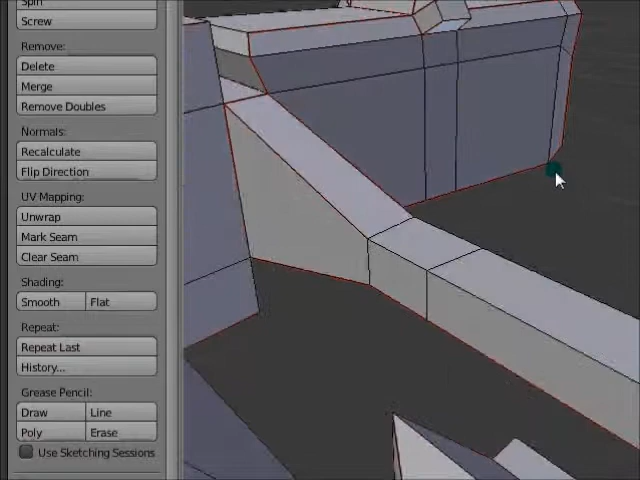 Spin
Screw
Remove:
Delete
Merge
Remove Doubles
Normals:
Recalculate
Flip Direction
UV Mapping:
Unwrap
Mark Seam
Clear Seam
Shading:
Smooth Flat
Repeat:
Repeat Last
History...
Grease Pencil:
Draw Line
Poly Erase
Use Sketching Sessions